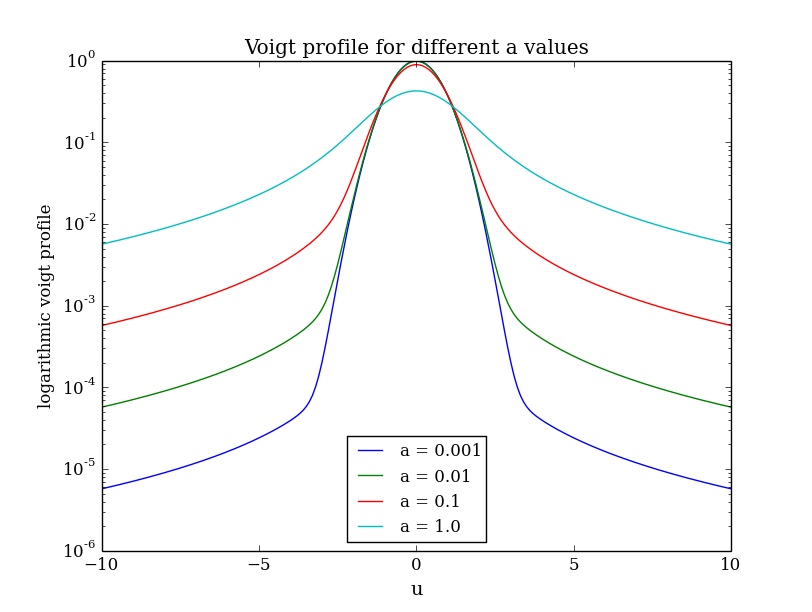 Voigt profile for different a values
10^0
10^-1
10^-2
10^-3
10^-4
10^-5
10^-6
logarithmic voigt profile
a = 0.001
a = 0.01
a = 0.1
a = 1.0
−10 −5 0 5 10
u